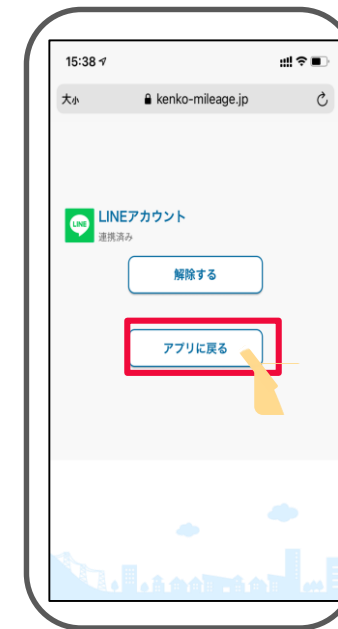 15:38
大小 kenko-mileage.jp
LINE
LINEアカウント
連携済み
解除する
アプリに戻る